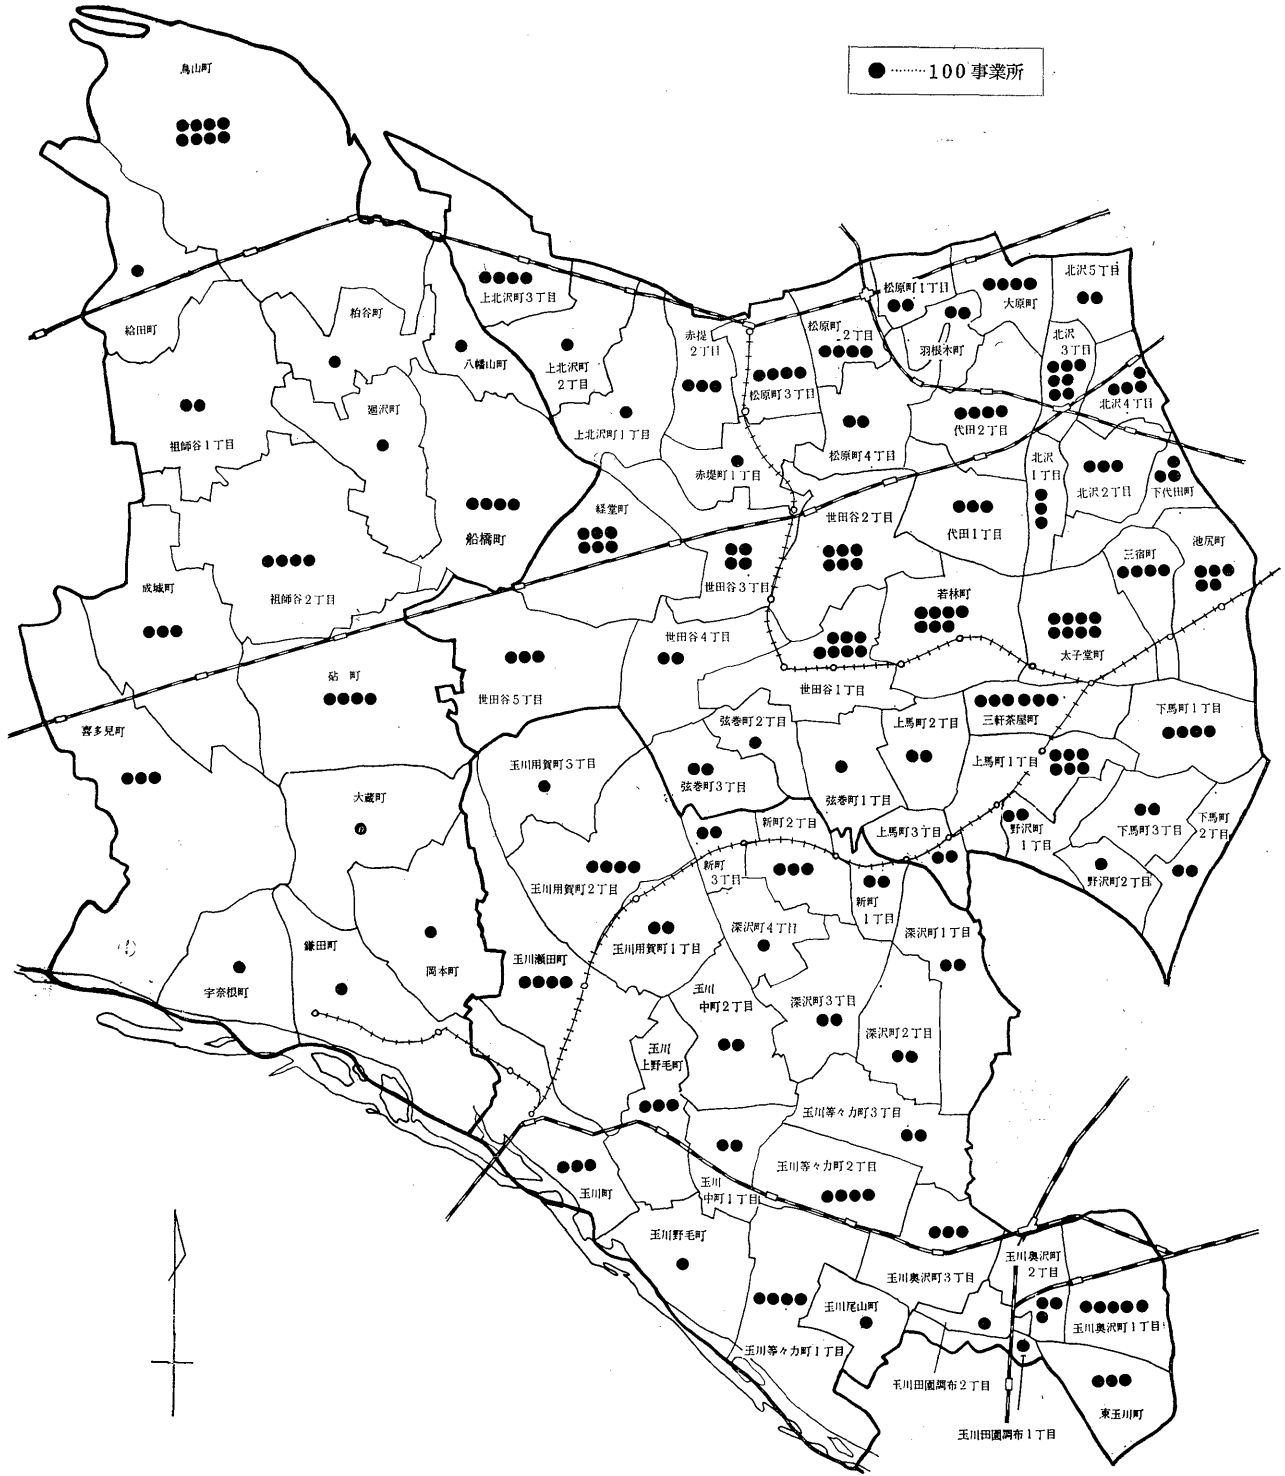 ●………100事業所
烏山町
給田町
粕谷町
上北沢町3丁目
八幡山町
上北沢町
2丁目
上北沢町1丁目
祖師谷1丁目
廻沢町
船橋町
祖師谷2丁目
成城町
砧 町
喜多見町
大蔵町
鎌田町
岡本町
宇奈根町
赤堤
2丁目
赤堤町1丁目
経堂町
松原町1丁目
松原町
2丁目
松原町3丁目
松原町4丁目
大原町
羽根木町
北沢5丁目
北沢
3丁目
北沢4丁目
代田2丁目
代田1丁目
北沢
1丁目
北沢2丁目
下代田町
世田谷2丁目
世田谷3丁目
世田谷4丁目
世田谷5丁目
世田谷1丁目
若林町
三宿町
池尻町
太子堂町
三軒茶屋町
下馬町1丁目
下馬町3丁目
下馬町
2丁目
上馬町2丁目
上馬町1丁目
上馬町3丁目
野沢町
1丁目
野沢町2丁目
弦巻町2丁目
弦巻町3丁目
弦巻町1丁目
新町2丁目
新町
3丁目
新町
1丁目
玉川用賀町3丁目
玉川用賀町2丁目
玉川用賀町1丁目
玉川瀬田町
深沢町4丁目
深沢町1丁目
深沢町3丁目
深沢町2丁目
玉川
中町2丁目
玉川
上野毛町
玉川等々力町3丁目
玉川等々力町2丁目
玉川
中町1丁目
玉川町
玉川野毛町
玉川等々力町1丁目
玉川尾山町
玉川奥沢町3丁目
玉川奥沢町
2丁目
玉川奥沢町1丁目
玉川田園調布2丁目
玉川田園調布1丁目
東玉川町